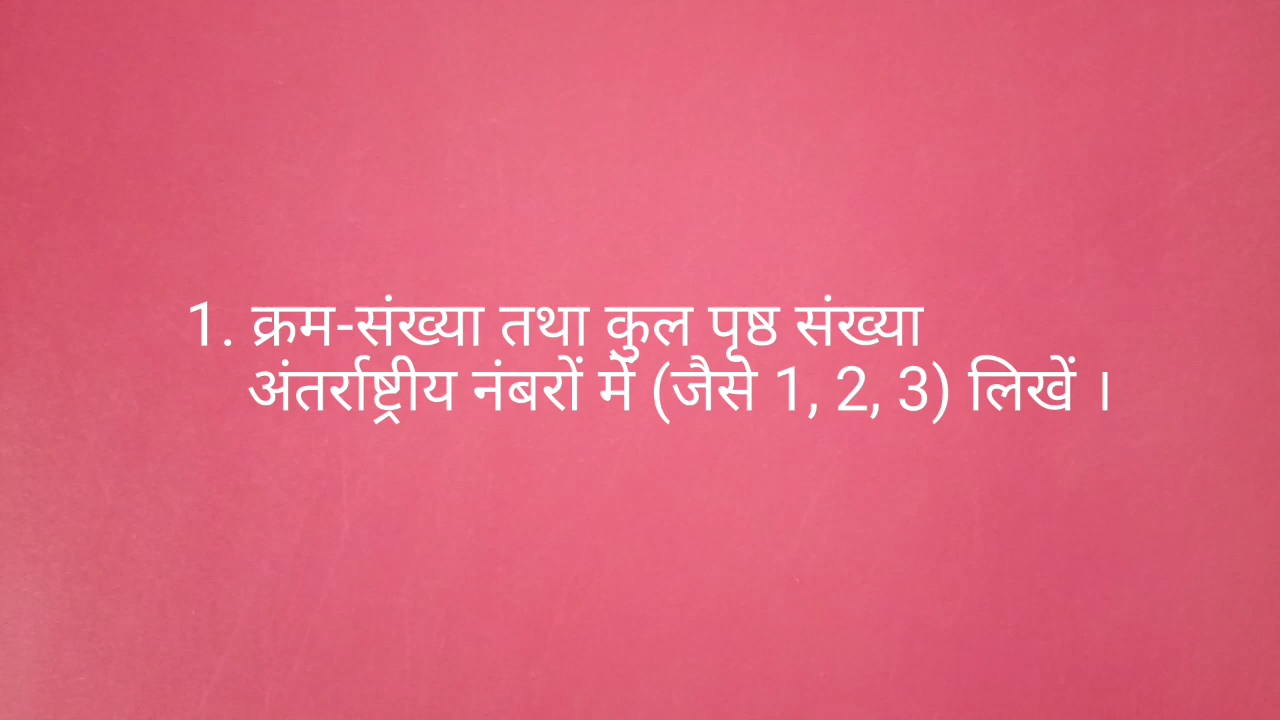 1. क्रम-संख्या तथा कुल पृष्ठ संख्या
अंतर्राष्ट्रीय नंबरों में (जैसे 1, 2, 3) लिखें ।